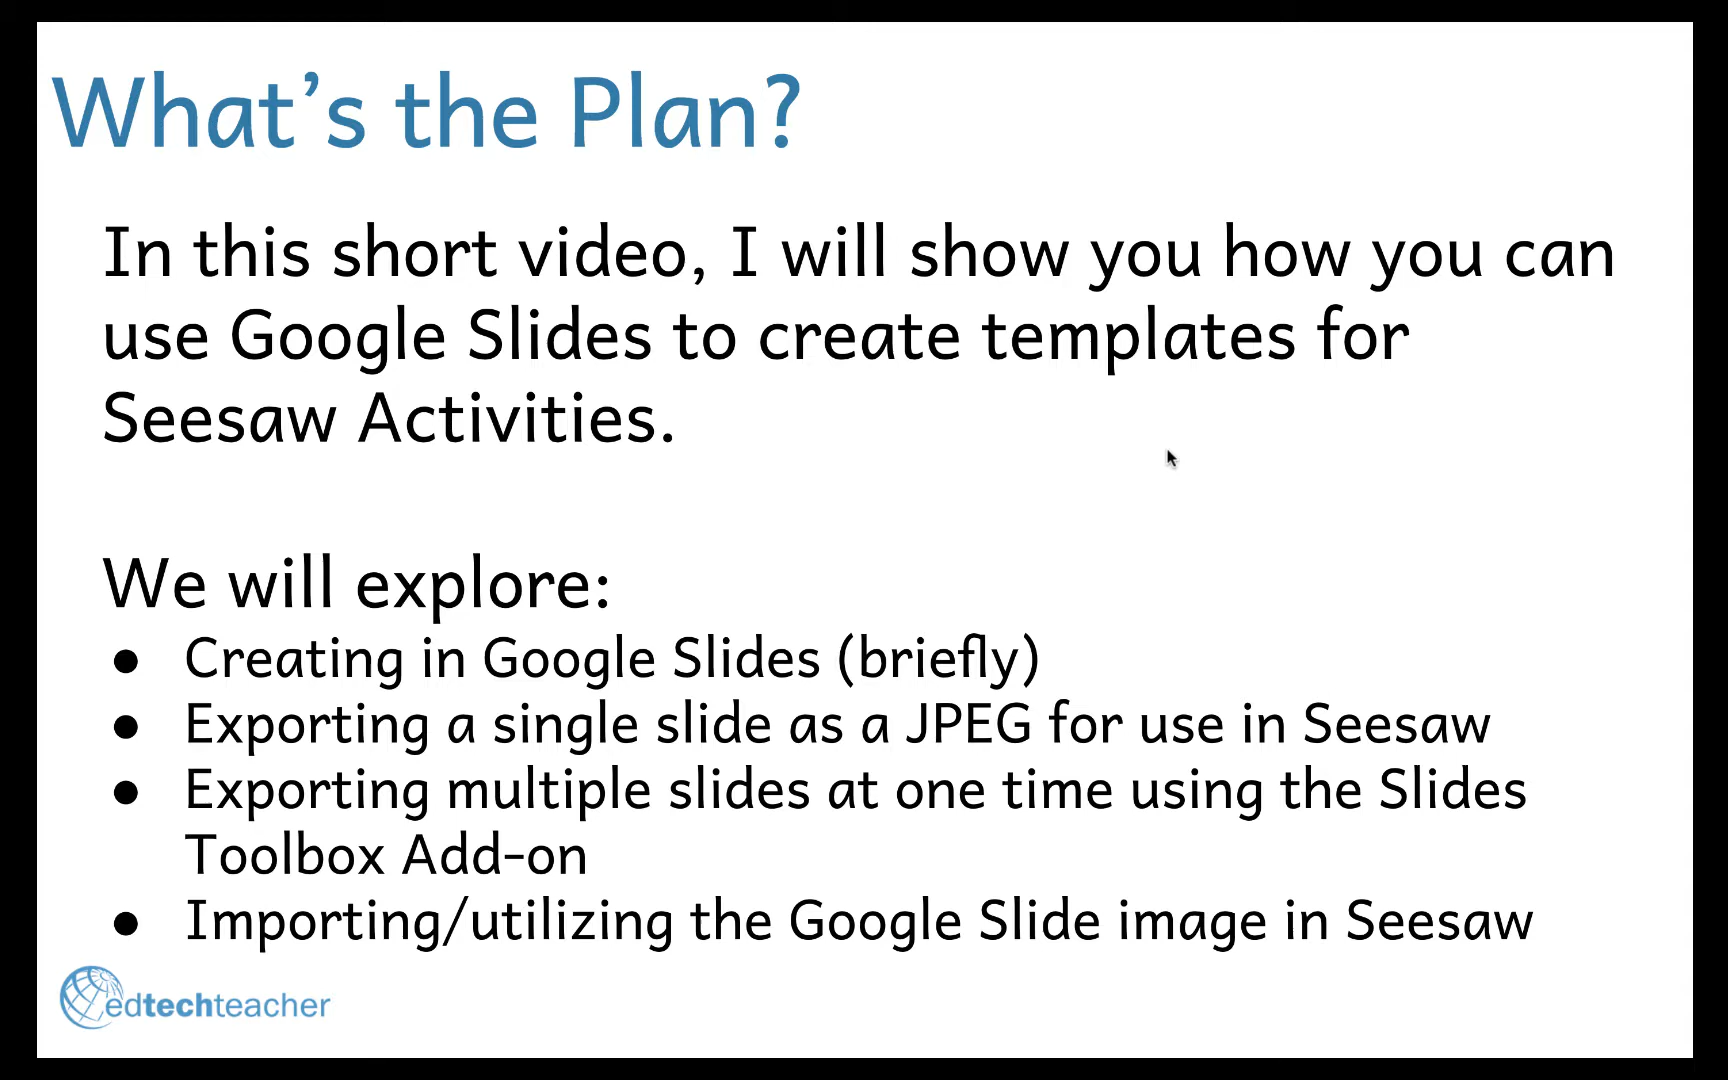 What's the Plan?
In this short video, I will show you how you can
use Google Slides to create templates for
Seesaw Activities.
We will explore:
● Creating in Google Slides (briefly)
● Exporting a single slide as a JPEG for use in Seesaw
● Exporting multiple slides at one time using the Slides
Toolbox Add-on
● Importing/utilizing the Google Slide image in Seesaw
edtechteacher